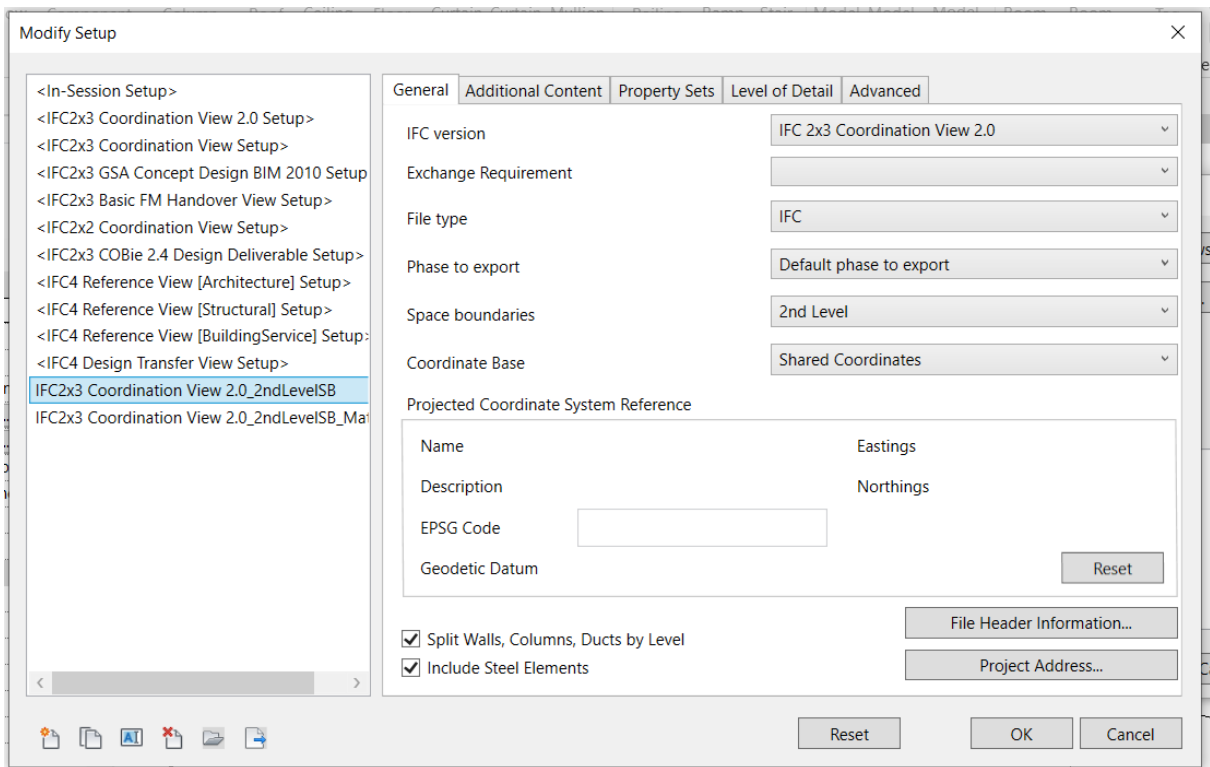 Modify Setup
<In-Session Setup>
<IFC2x3 Coordination View 2.0 Setup>
<IFC2x3 Coordination View Setup>
<IFC2x3 GSA Concept Design BIM 2010 Setup
<IFC2x3 Basic FM Handover View Setup>
<IFC2x2 Coordination View Setup>
<IFC2x3 COBie 2.4 Design Deliverable Setup>
<IFC4 Reference View [Architecture] Setup>
<IFC4 Reference View [Structural] Setup>
<IFC4 Reference View [BuildingService] Setup>
<IFC4 Design Transfer View Setup>
IFC2x3 Coordination View 2.0_2ndLevelSB
IFC2x3 Coordination View 2.0_2ndLevelSB_Mat
General Additional Content Property Sets Level of Detail Advanced
IFC version IFC 2x3 Coordination View 2.0
Exchange Requirement
File type IFC
Phase to export Default phase to export
Space boundaries 2nd Level
Coordinate Base Shared Coordinates
Projected Coordinate System Reference
Name Eastings
Description Northings
EPSG Code
Geodetic Datum Reset
Split Walls, Columns, Ducts by Level File Header Information...
Include Steel Elements Project Address...
Reset OK Cancel